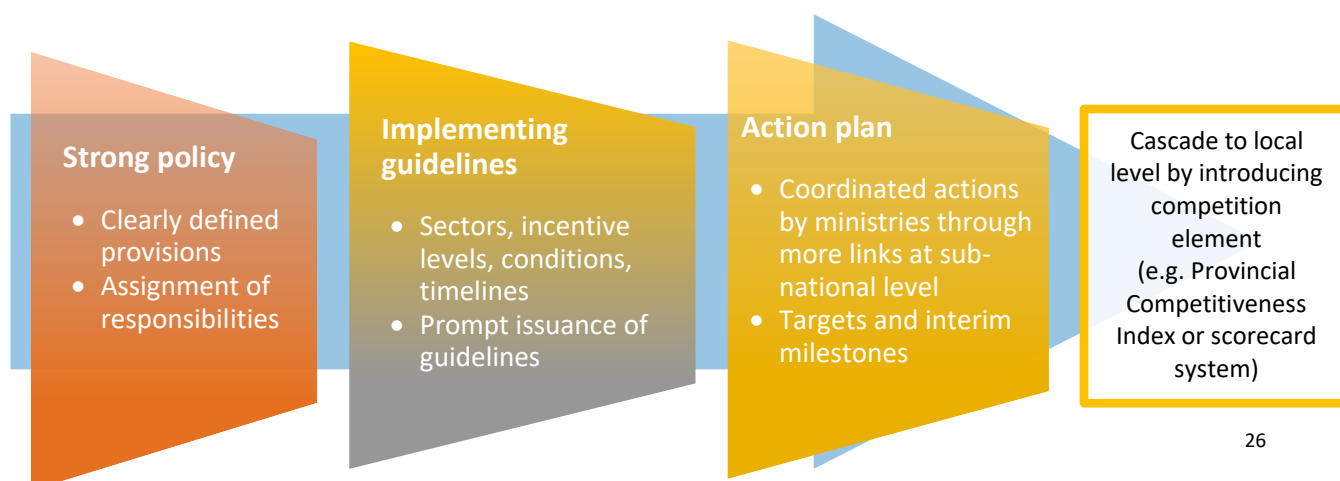 Strong policy
• Clearly defined
provisions
• Assignment of
responsibilities
Implementing
guidelines
• Sectors, incentive
levels, conditions,
timelines
• Prompt issuance of
guidelines
Action plan
• Coordinated actions
by ministries through
more links at sub-
national level
• Targets and interim
milestones
Cascade to local
level by introducing
competition
element
(e.g. Provincial
Competitiveness
Index or scorecard
system)
26